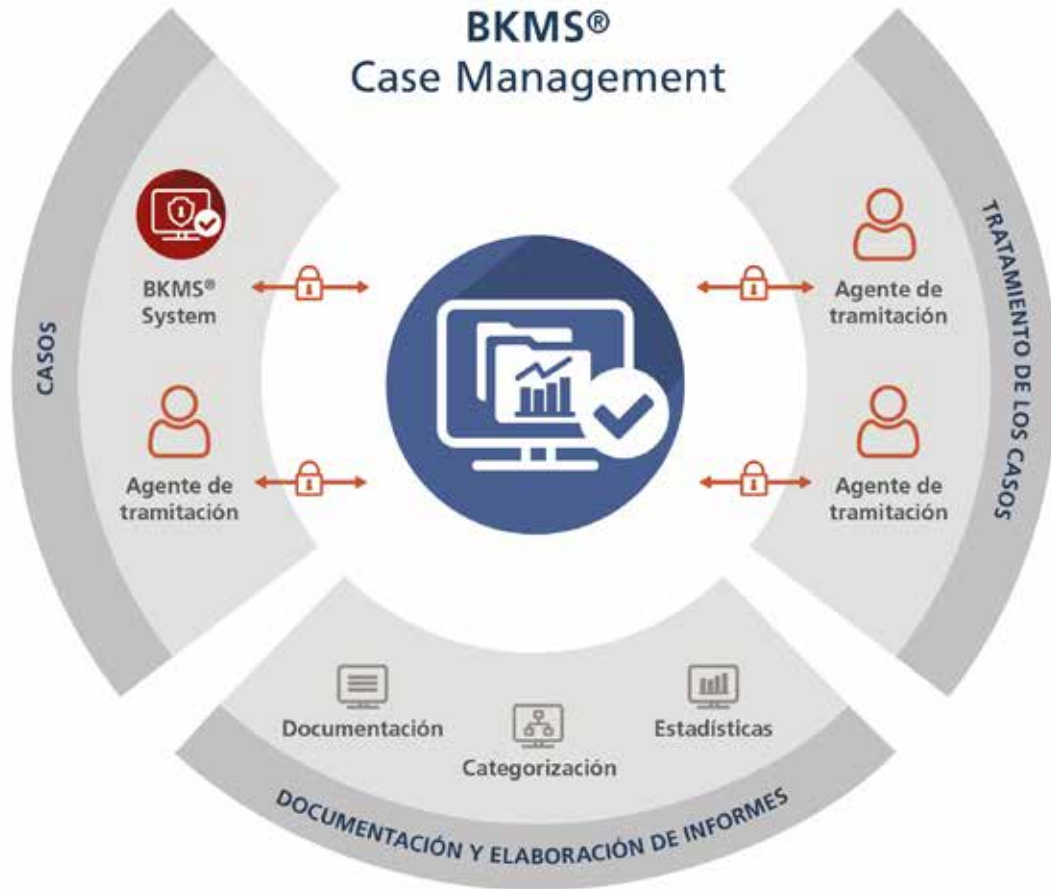 BKMS®
Case Management
CASOS
BKMS®
System
Agente de
tramitación
TRATAMIENTO DE LOS CASOS
Agente de
tramitación
Agente de
tramitación
Documentación
Categorización
Estadísticas
DOCUMENTACIÓN Y ELABORACIÓN DE INFORMES